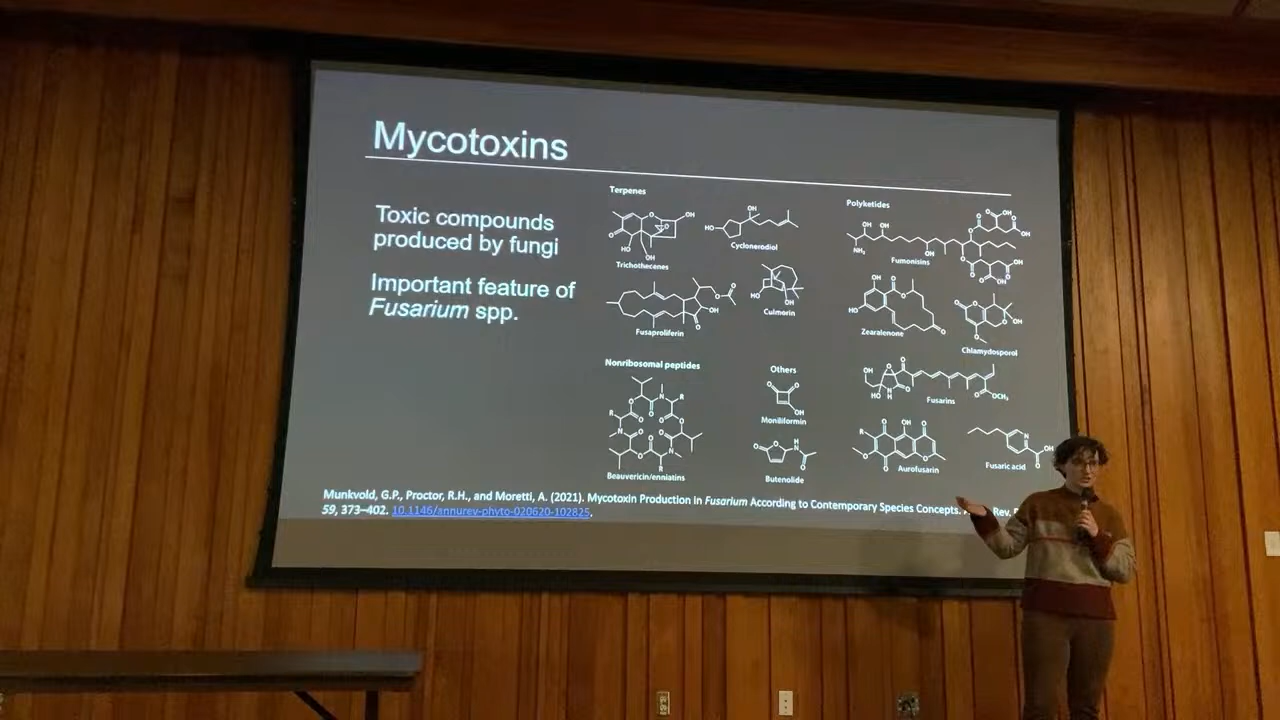 Mycotoxins
Toxic compounds
produced by fungi
Important feature of
Fusarium spp.
Terpenes
Trichothecenes
Cyclonerodiol
Fusaproliferin
Culmorin
Polyketides
Fumonisins
Zearalenone
Chlamydosporol
Fusarins
Aurofusarin
Fusaric acid
Nonribosomal peptides
Beauvericin/enniatins
Others
Moniliformin
Butenolide
Munkvold, G.P., Proctor, R.H., and Moretti, A. (2021). Mycotoxin Production in Fusarium According to Contemporary Species Concepts. Rev.
59, 373–402. 10.1146/annurev-phyto-020620-102825.